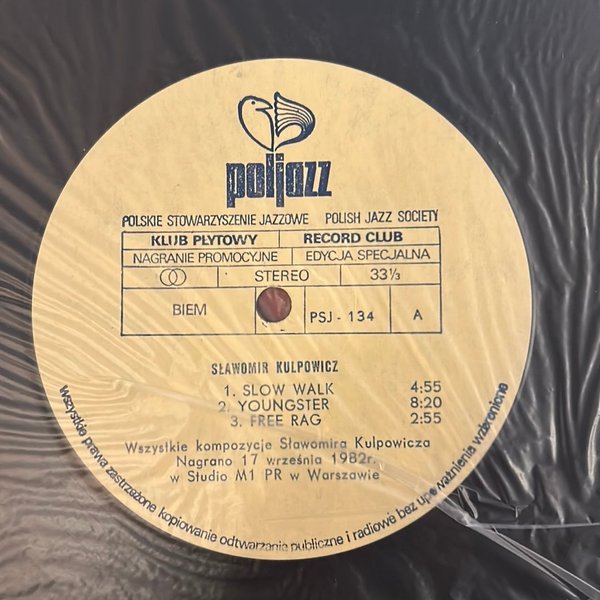 poljazz
POLSKIE STOWARZYSZENIE JAZZOWE POLISH JAZZ SOCIETY
KLUB PŁYTOWY RECORD CLUB
NAGRANIE PROMOCYJNE EDYCJA SPECJALNA
STEREO 33⅓
BIEM PSJ - 134 A
SŁAWOMIR KULPOWICZ
1. SLOW WALK 4:55
2. YOUNGSTER 8:20
3. FREE RAG 2:55
Wszystkie kompozycje Sławomira Kulpowicza
Nagrano 17 września 1982r.
w Studio M1 PR w Warszawie
Wszystkie prawa zastrzeżone kopiowanie odtwarzanie publiczne i radiowe bez upoważnienia wzbronione